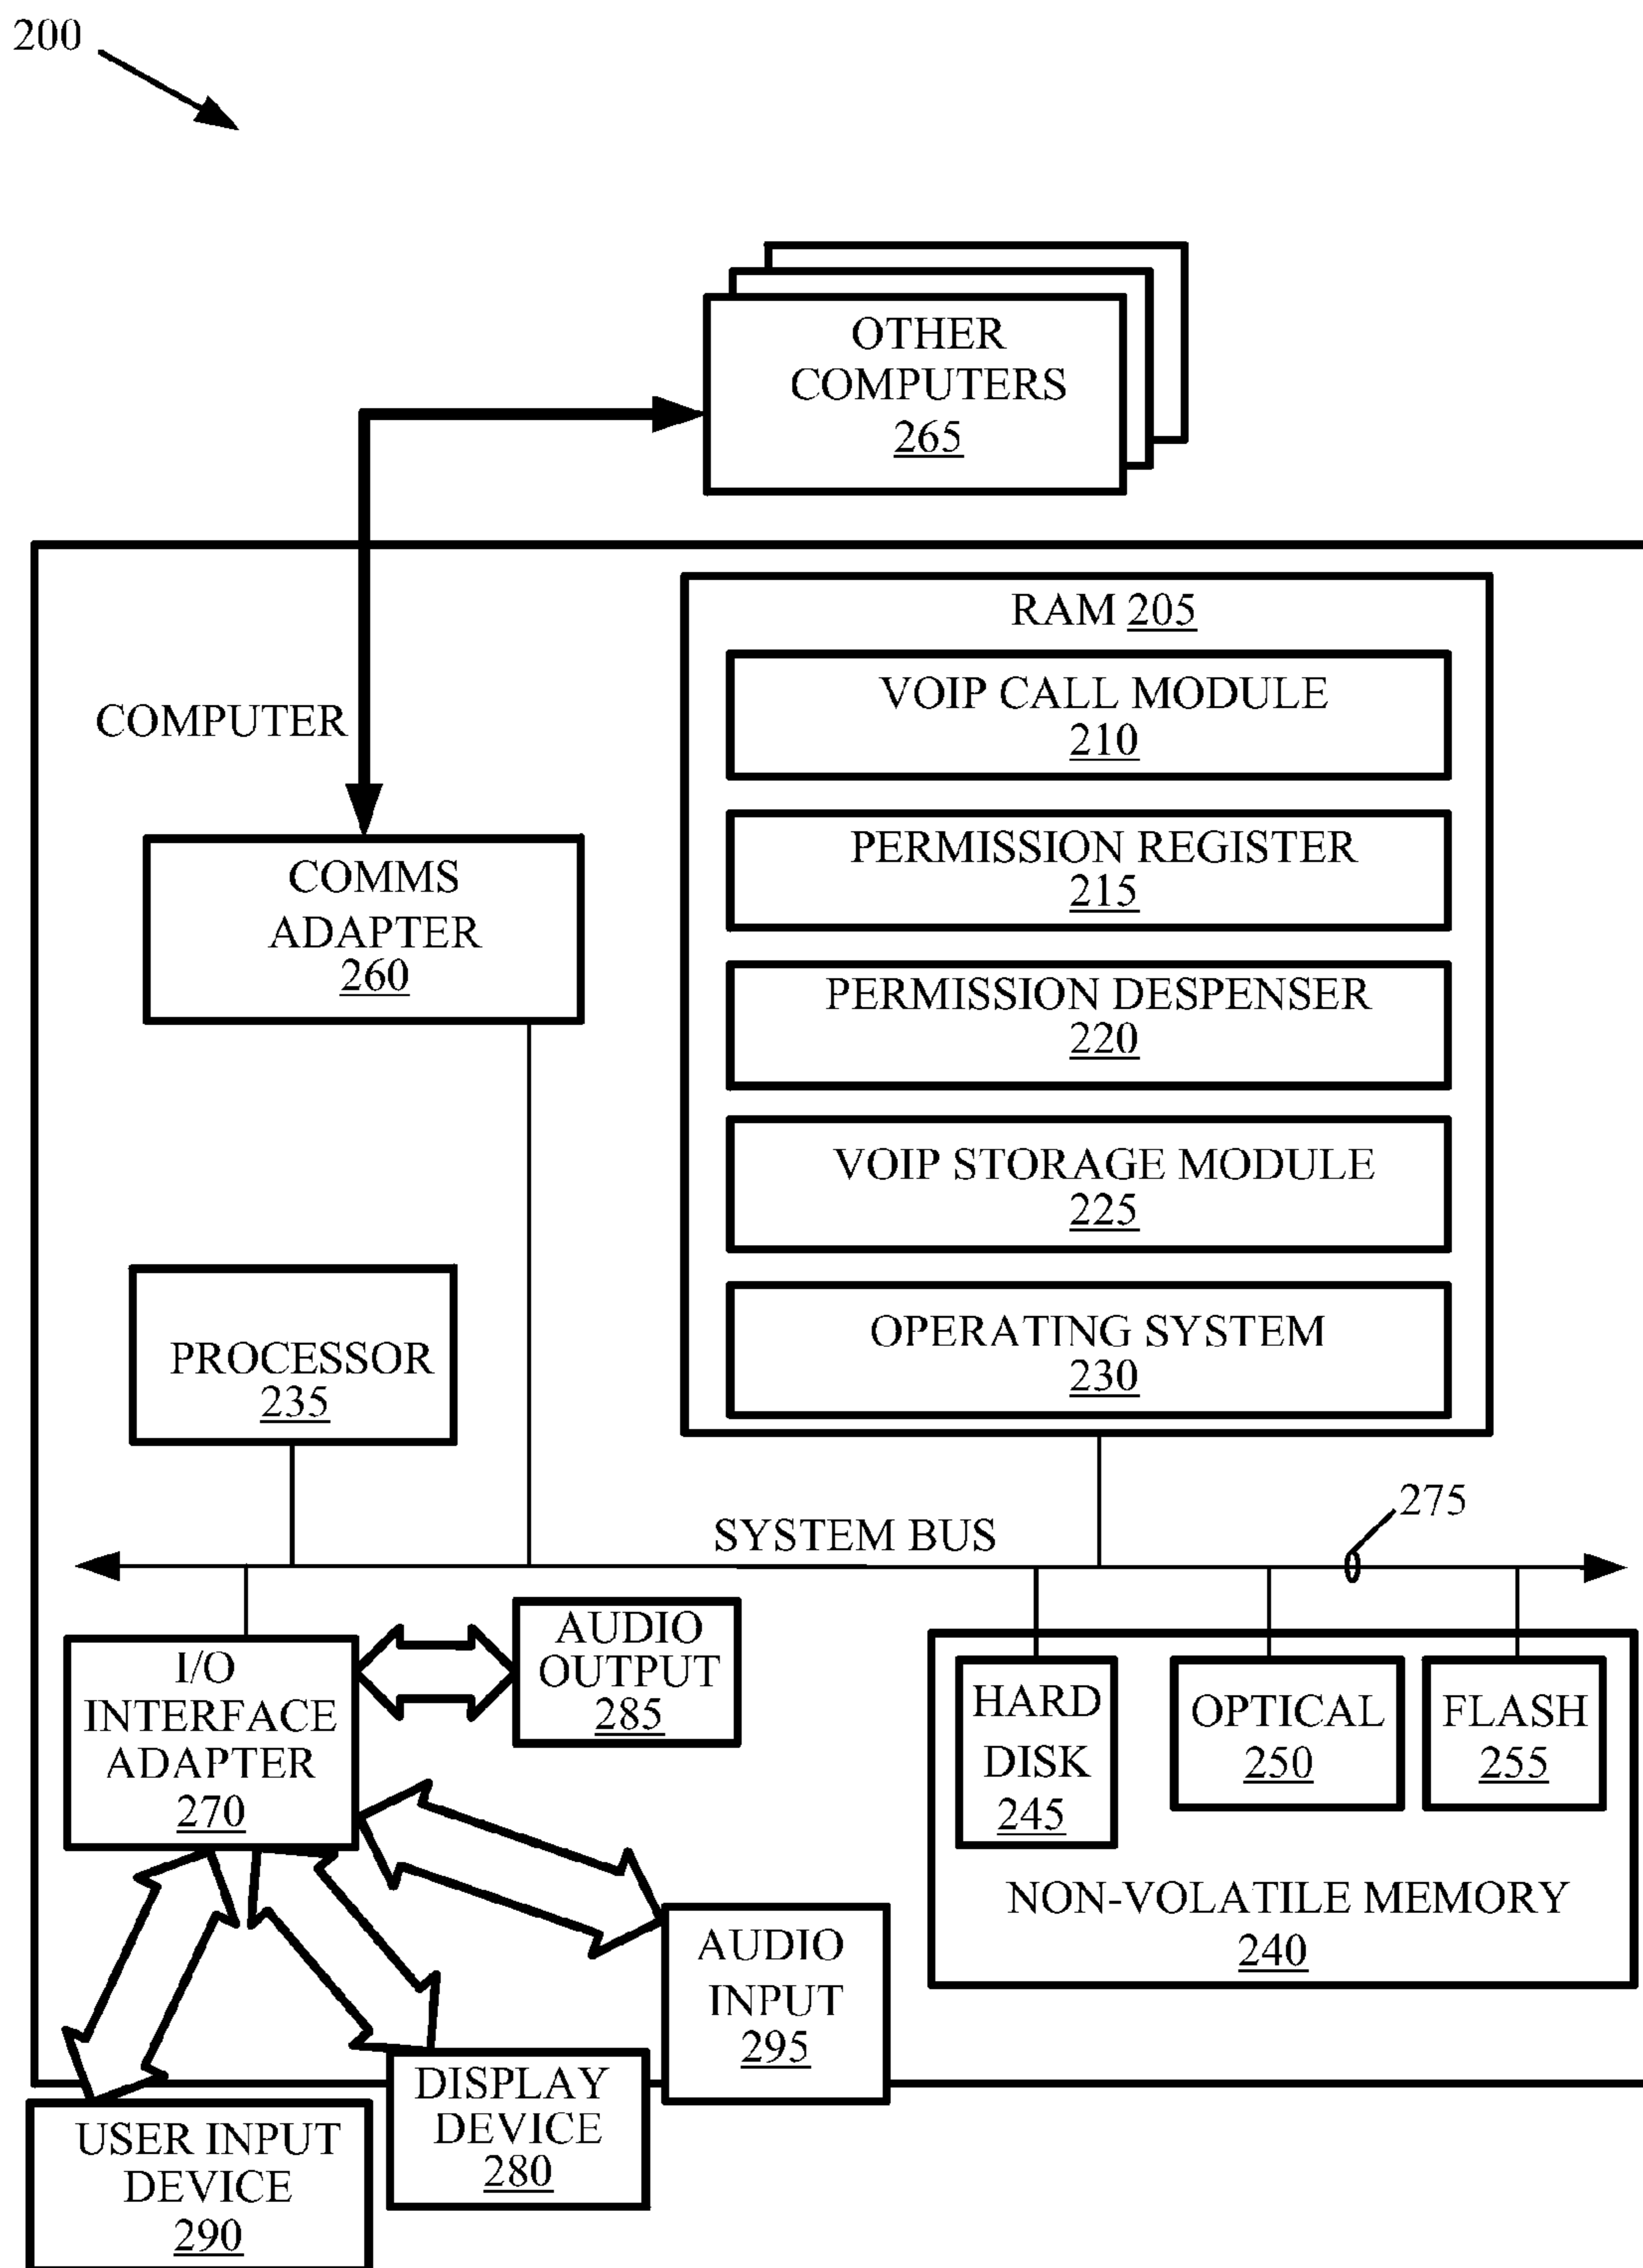 200
OTHER
COMPUTERS
265
RAM 205
VOIP CALL MODULE
210
COMPUTER
PERMISSION REGISTER
215
COMMS
ADAPTER
260
PERMISSION DESPENSER
220
VOIP STORAGE MODULE
225
PROCESSOR
235
OPERATING SYSTEM
230
275
SYSTEM BUS
AUDIO
OUTPUT
285
I/O
INTERFACE
ADAPTER
270
HARD
DISK
245
OPTICAL
250
FLASH
255
NON-VOLATILE MEMORY
240
AUDIO
INPUT
295
DISPLAY
DEVICE
280
USER INPUT
DEVICE
290